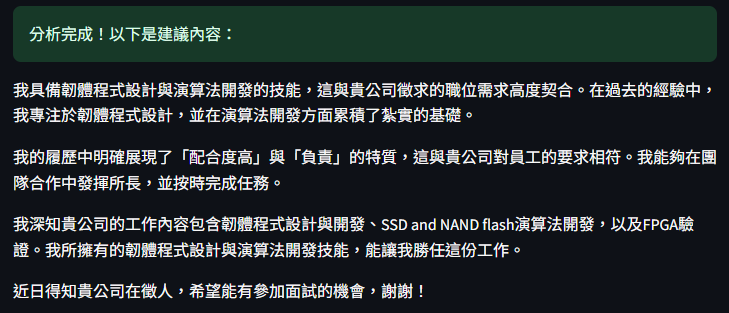 分析完成！以下是建議內容：
我具備韌體程式設計與演算法開發的技能，這與貴公司徵求的職位需求高度契合。在過去的經驗中，
我專注於韌體程式設計，並在演算法開發方面累積了紮實的基礎。
我的履歷中明確展現了「配合度高」與「負責」的特質，這與貴公司對員工的要求相符。我能夠在團
隊合作中發揮所長，並按時完成任務。
我深知貴公司的工作內容包含韌體程式設計與開發、SSD and NAND flash演算法開發，以及FPGA驗
證。我所擁有的韌體程式設計與演算法開發技能，能讓我勝任這份工作。
近日得知貴公司在徵人，希望能有參加面試的機會，謝謝！